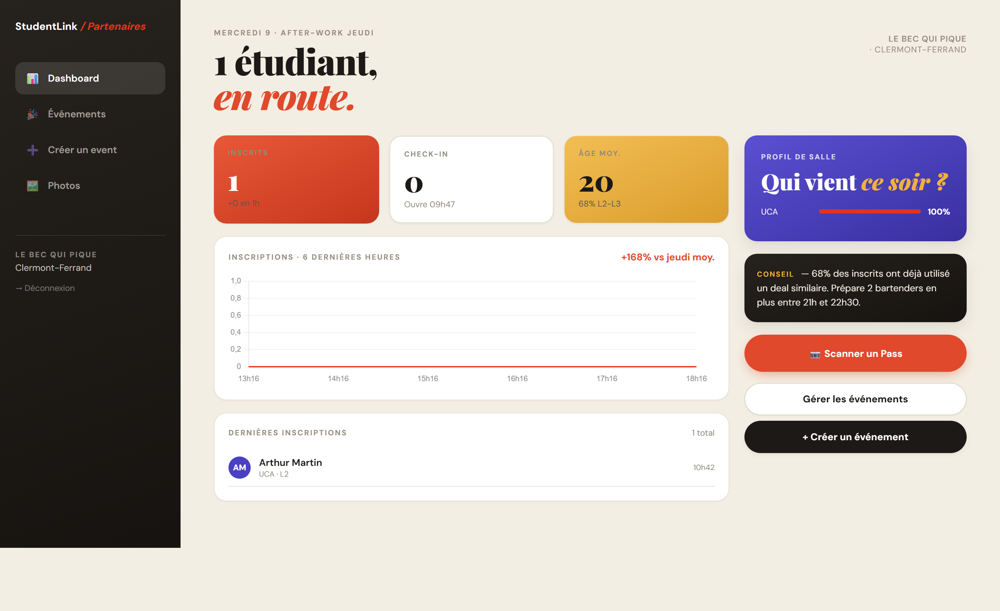 StudentLink / Partenaires
Dashboard
Événements
Créer un event
Photos
LE BEC QUI PIQUE
Clermont-Ferrand
→ Déconnexion
MERCREDI 9 · AFTER-WORK JEUDI
1 étudiant,
en route.
LE BEC QUI PIQUE
· CLERMONT-FERRAND
INSCRITS
1
+0 en 1h
CHECK-IN
0
Ouvre 09h47
ÂGE MOY.
20
68% L2-L3
PROFIL DE SALLE
Qui vient ce soir ?
UCA 100%
INSCRIPTIONS · 6 DERNIÈRES HEURES
+168% vs jeudi moy.
1,0
0,8
0,6
0,4
0,2
0
13h16 14h16 15h16 16h16 17h16 18h16
CONSEIL — 68% des inscrits ont déjà utilisé
un deal similaire. Prépare 2 bartenders en
plus entre 21h et 22h30.
Scanner un Pass
Gérer les événements
+ Créer un événement
DERNIÈRES INSCRIPTIONS
1 total
AM
Arthur Martin
UCA · L2
10h42